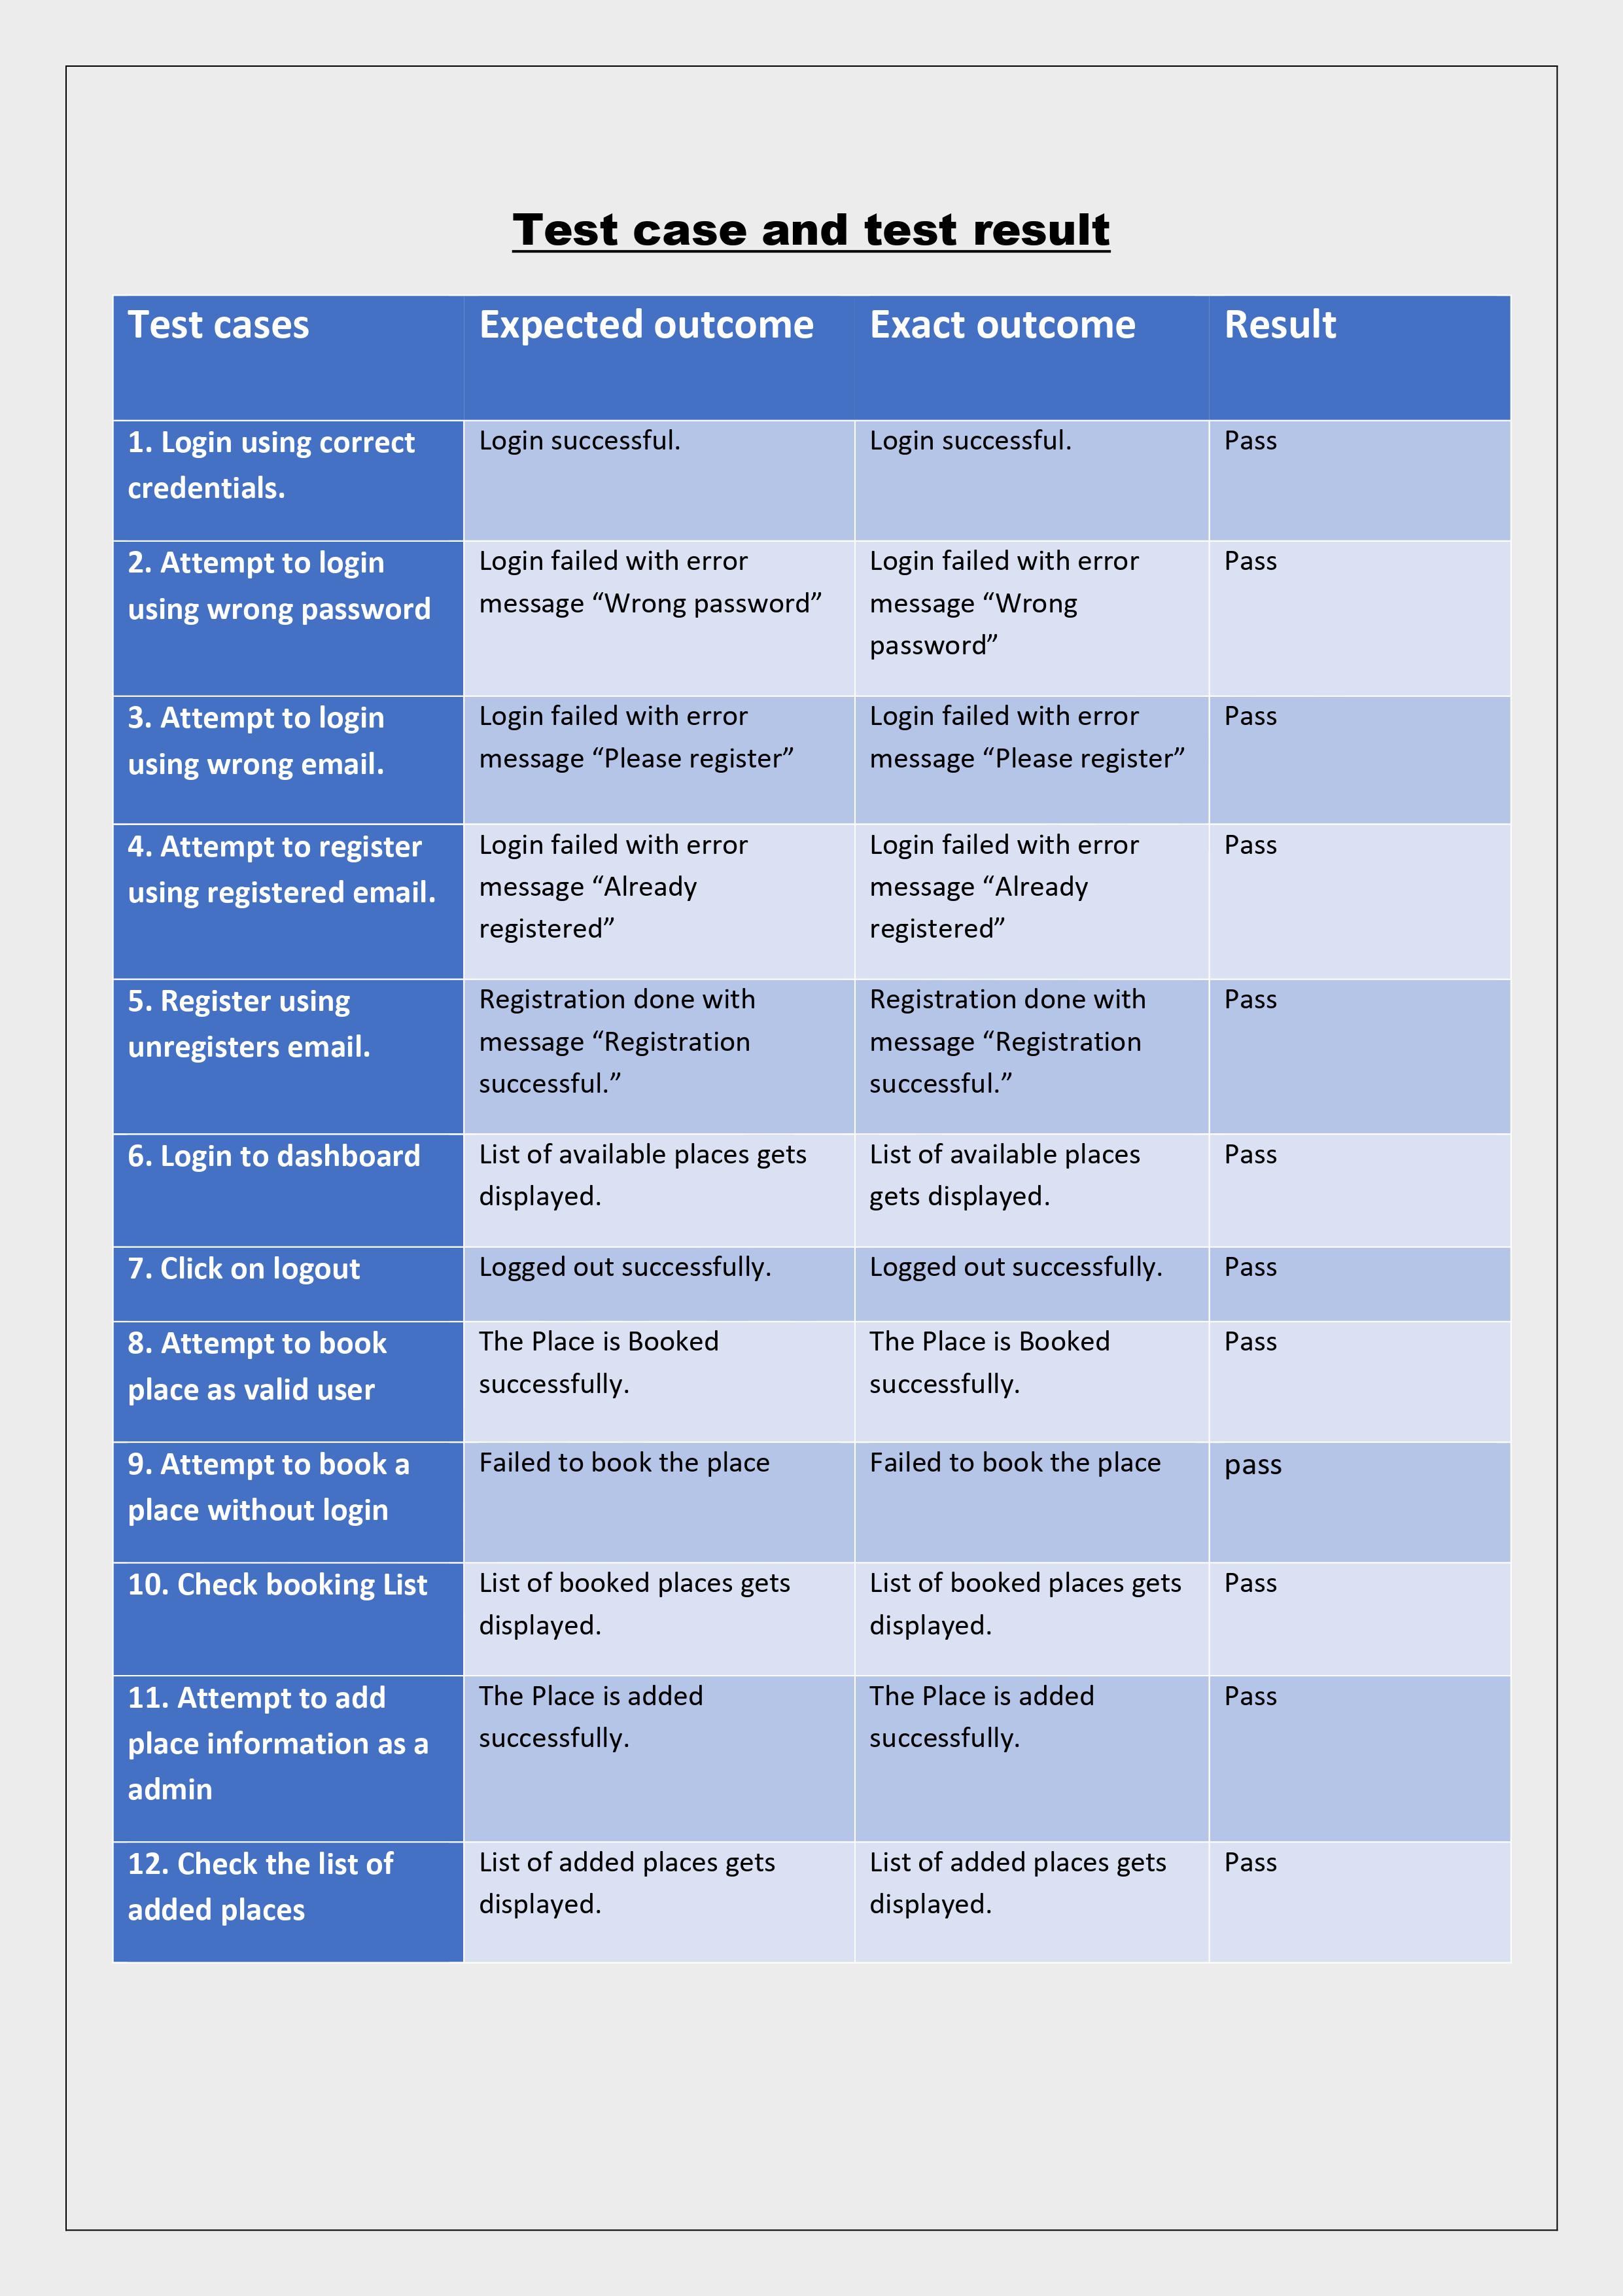 Test case and test result
Test cases Expected outcome Exact outcome Result
1. Login using correct
credentials.
Login successful.
Login successful.
Pass
2. Attempt to login
using wrong password
Login failed with error
message “Wrong password”
Login failed with error
message “Wrong
password”
Pass
3. Attempt to login
using wrong email.
Login failed with error
message “Please register”
Login failed with error
message “Please register”
Pass
4. Attempt to register
using registered email.
Login failed with error
message “Already
registered”
Login failed with error
message “Already
registered”
Pass
5. Register using
unregisters email.
Registration done with
message “Registration
successful.”
Registration done with
message “Registration
successful.”
Pass
6. Login to dashboard
List of available places gets
displayed.
List of available places
gets displayed.
Pass
7. Click on logout
Logged out successfully.
Logged out successfully.
Pass
8. Attempt to book
place as valid user
The Place is Booked
successfully.
The Place is Booked
successfully.
Pass
9. Attempt to book a
place without login
Failed to book the place
Failed to book the place
pass
10. Check booking List
List of booked places gets
displayed.
List of booked places gets
displayed.
Pass
11. Attempt to add
place information as a
admin
The Place is added
successfully.
The Place is added
successfully.
Pass
12. Check the list of
added places
List of added places gets
displayed.
List of added places gets
displayed.
Pass